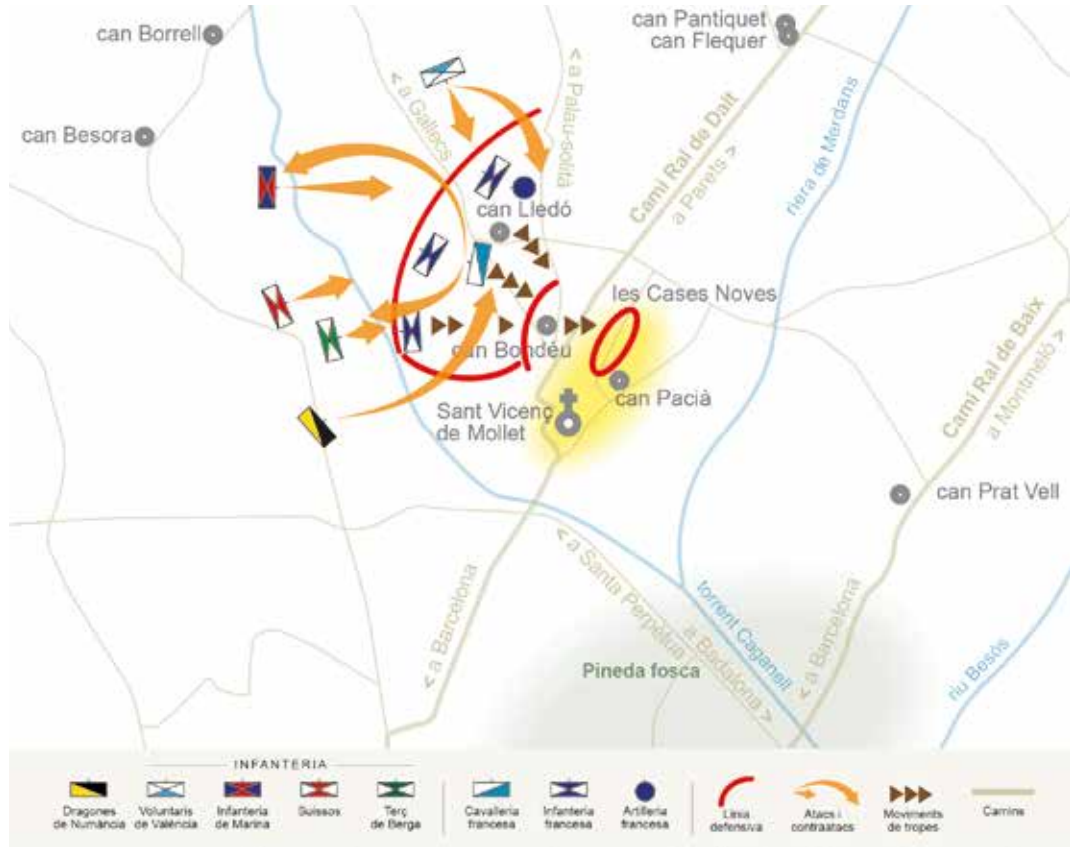 can Borrell
can Pantiquet
can Flequer
can Besora
< a Gallecs
< a Palau-solità
Camí Ral de Dalt
a Parets >
riera de Merdans
can Lledó
les Cases Noves
can Bondéu
can Pacià
Sant Vicenç
de Mollet
Camí Ral de Baix
a Montmeló >
can Prat Vell
< a Barcelona
< a Santa Perpètua
a Badalona >
torrent Caganell
< a Barcelona
riu Besòs
Pineda fosca
INFANTERIA
Dragones
de Numància
Voluntaris
de València
Infanteria
de Marina
Suïssos
Terç
de Berga
Cavalleria
francesa
Infanteria
francesa
Artilleria
francesa
Línia
defensiva
Atacs i
contraatacs
Moviments
de tropes
Camins